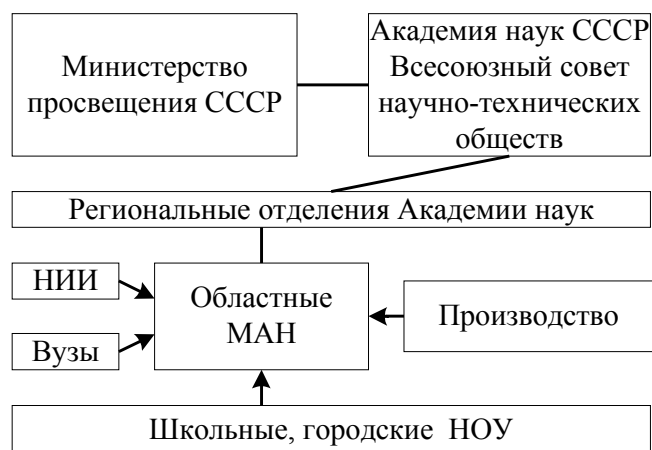 Министерство
просвещения СССР
Академия наук СССР
Всесоюзный совет
научно-технических
обществ
Региональные отделения Академии наук
НИИ
Вузы
Областные
МАН
Производство
Школьные, городские НОУ